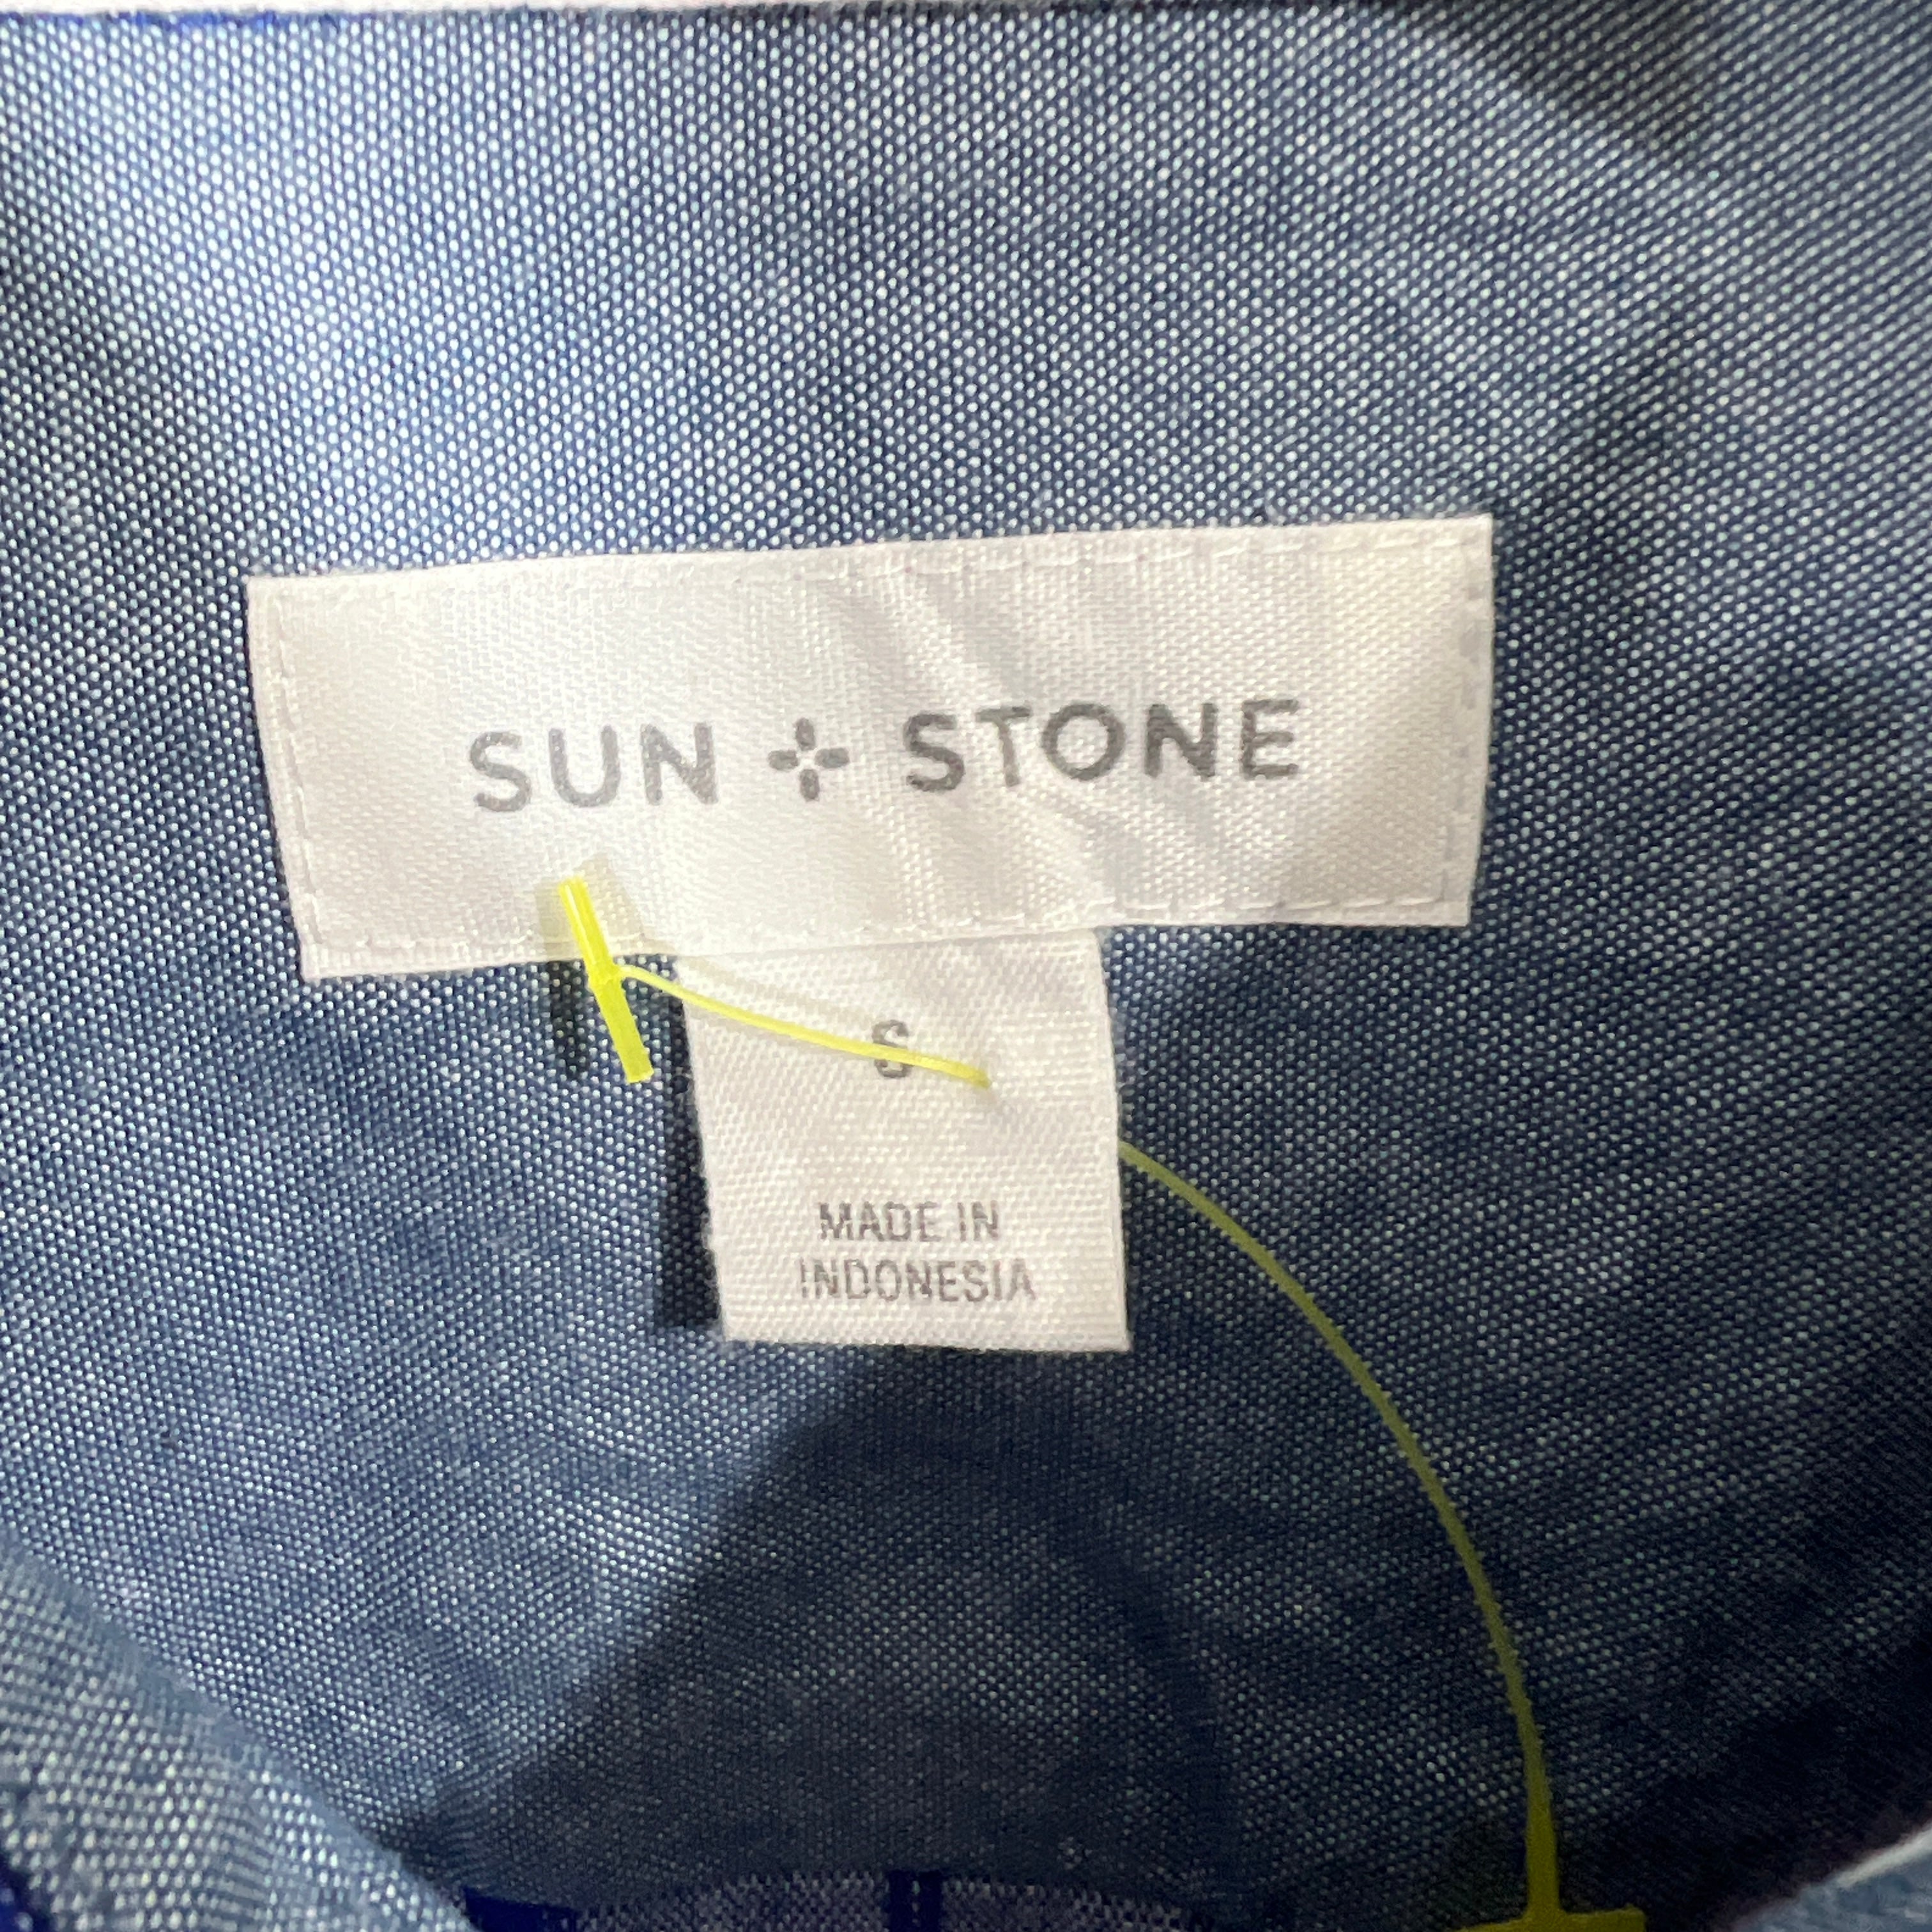 SUN + STONE
S
MADE IN
INDONESIA